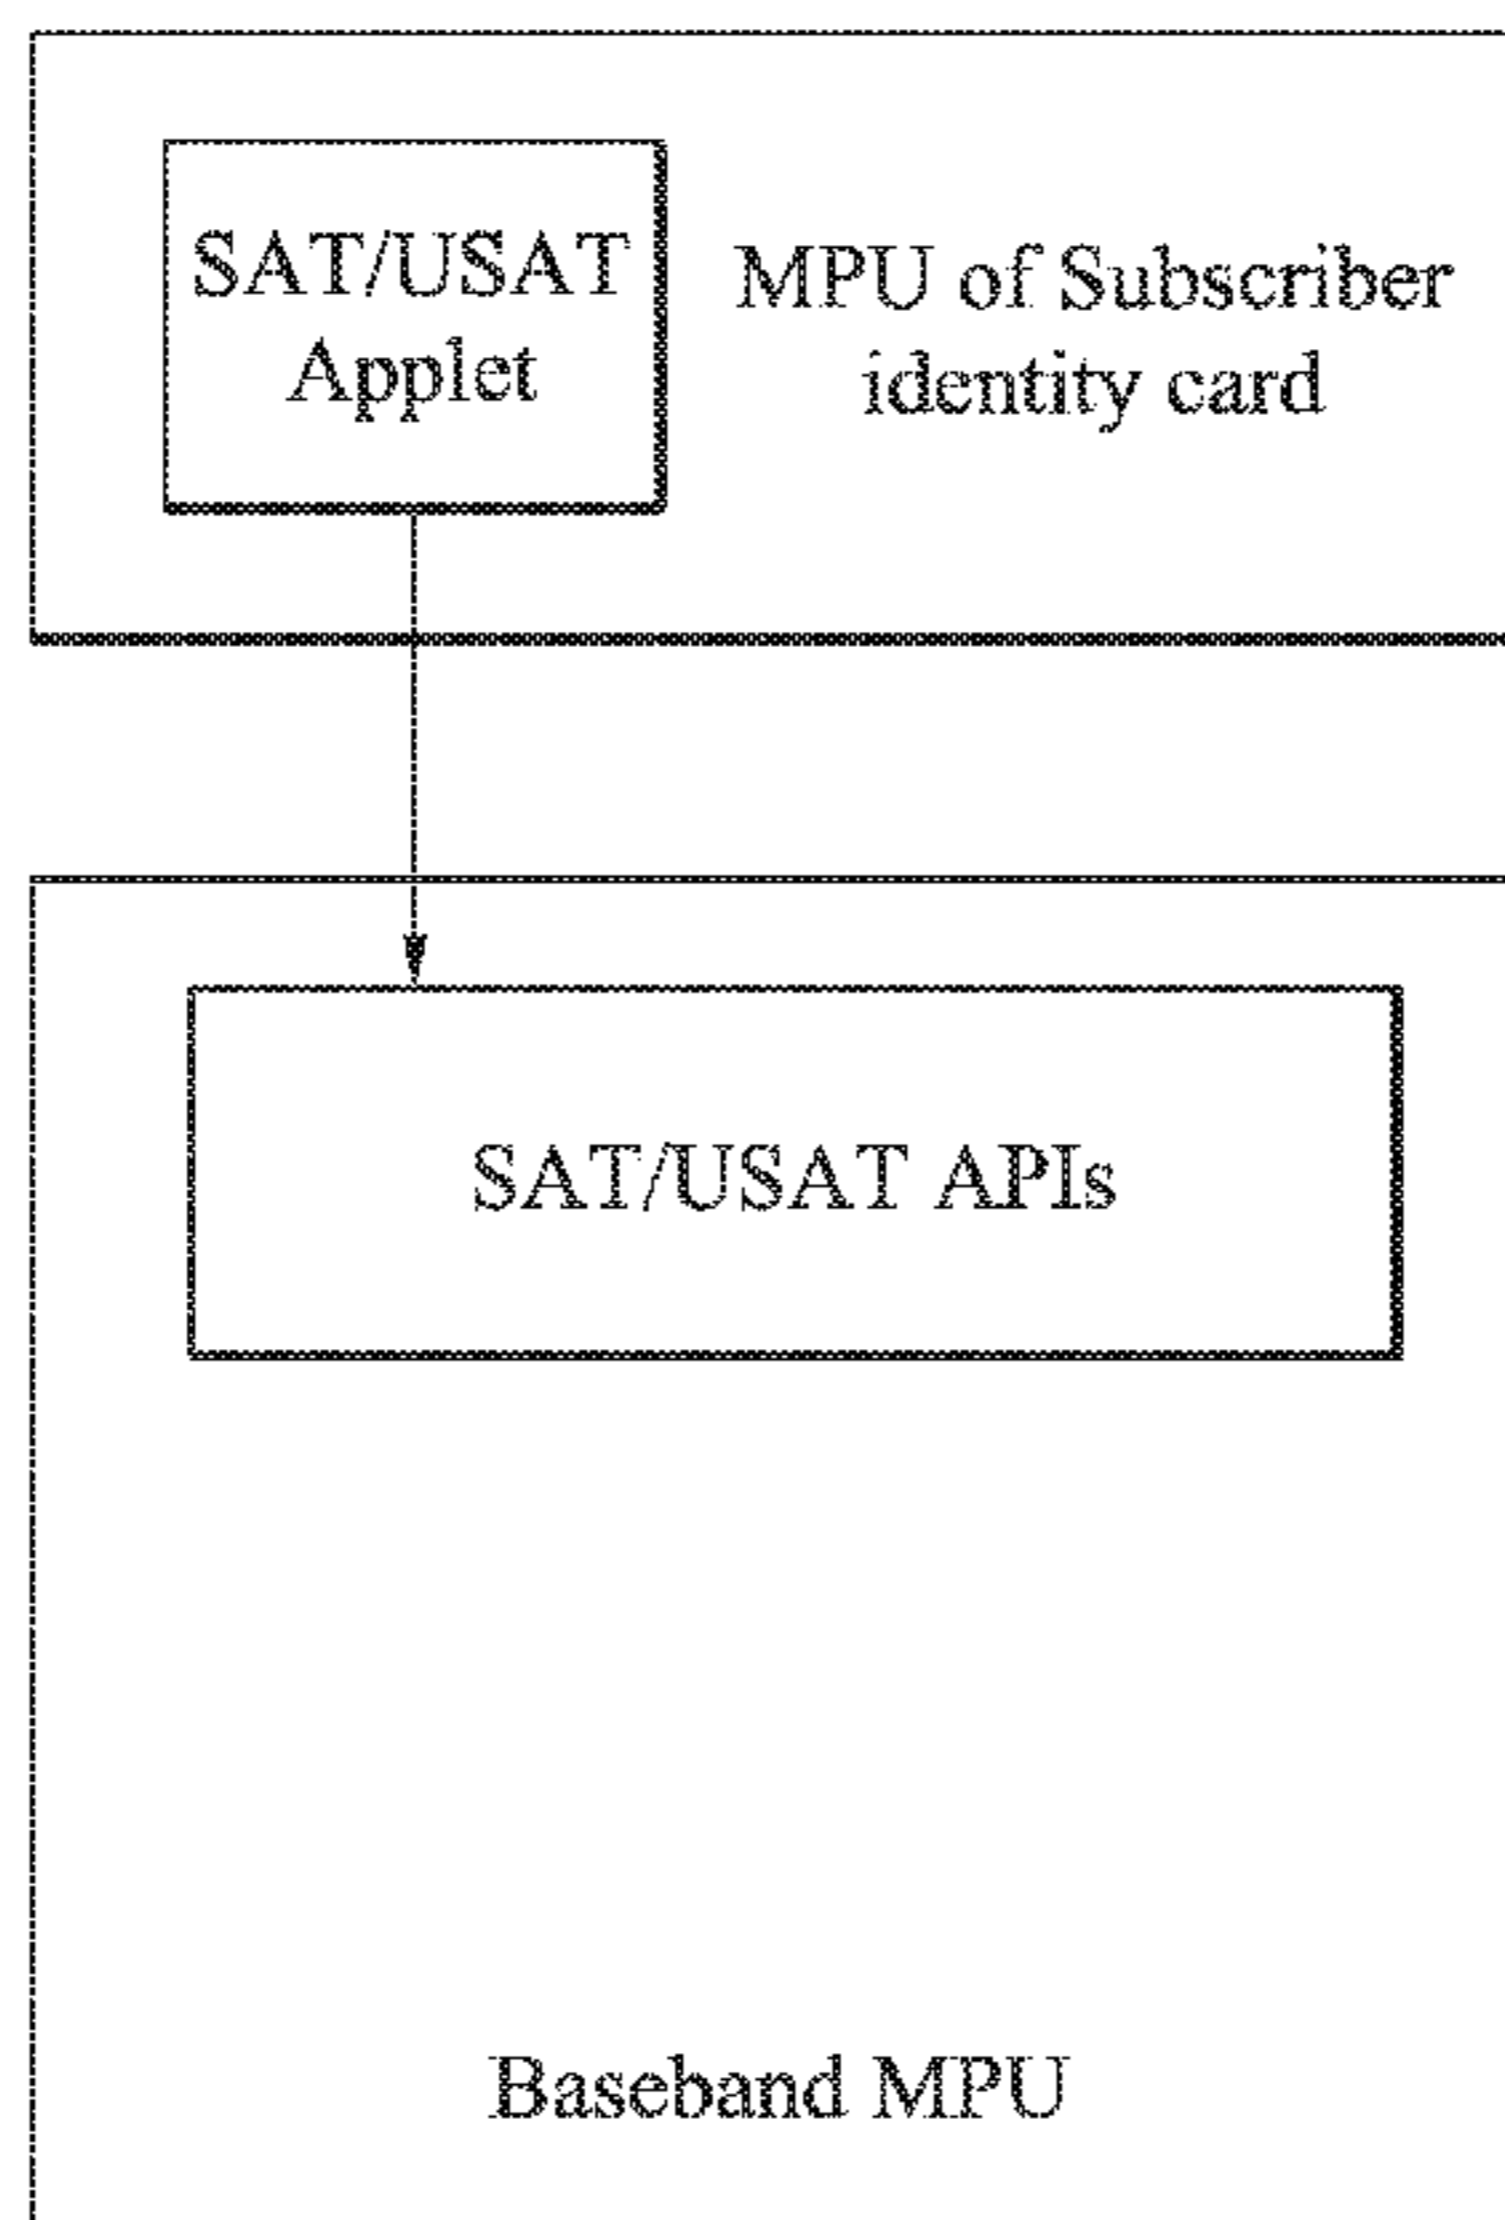 SAT/USAT
Applet
MPU of Subscriber
identity card
SAT/USAT APIs
Baseband MPU